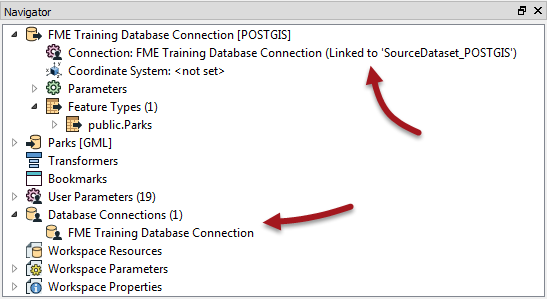 Navigator
FME Training Database Connection [POSTGIS]
Connection: FME Training Database Connection (Linked to 'SourceDataset_POSTGIS')
Coordinate System: <not set>
Parameters
Feature Types (1)
public.Parks
Parks [GML]
Transformers
Bookmarks
User Parameters (19)
Database Connections (1)
FME Training Database Connection
Workspace Resources
Workspace Parameters
Workspace Properties